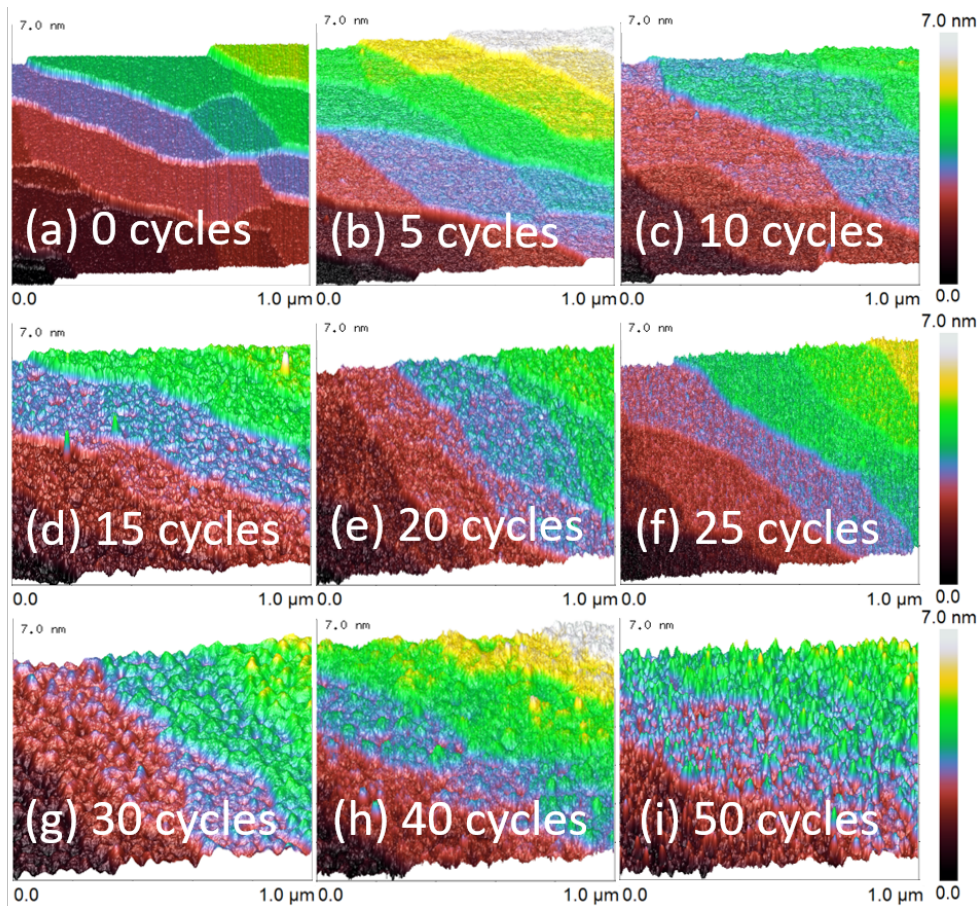 7.0 nm
7.0 nm
7.0 nm
7.0 nm
(a) 0 cycles
(b) 5 cycles
(c) 10 cycles
0.0
0.0
1.0 µm
0.0
1.0 µm
0.0
1.0 µm
7.0 nm
7.0 nm
7.0 nm
7.0 nm
(d) 15 cycles
(e) 20 cycles
(f) 25 cycles
0.0
0.0
1.0 µm
0.0
1.0 µm
0.0
1.0 µm
7.0 nm
7.0 nm
7.0 nm
7.0 nm
(g) 30 cycles
(h) 40 cycles
(i) 50 cycles
0.0
0.0
1.0 µm
0.0
1.0 µm
0.0
1.0 µm